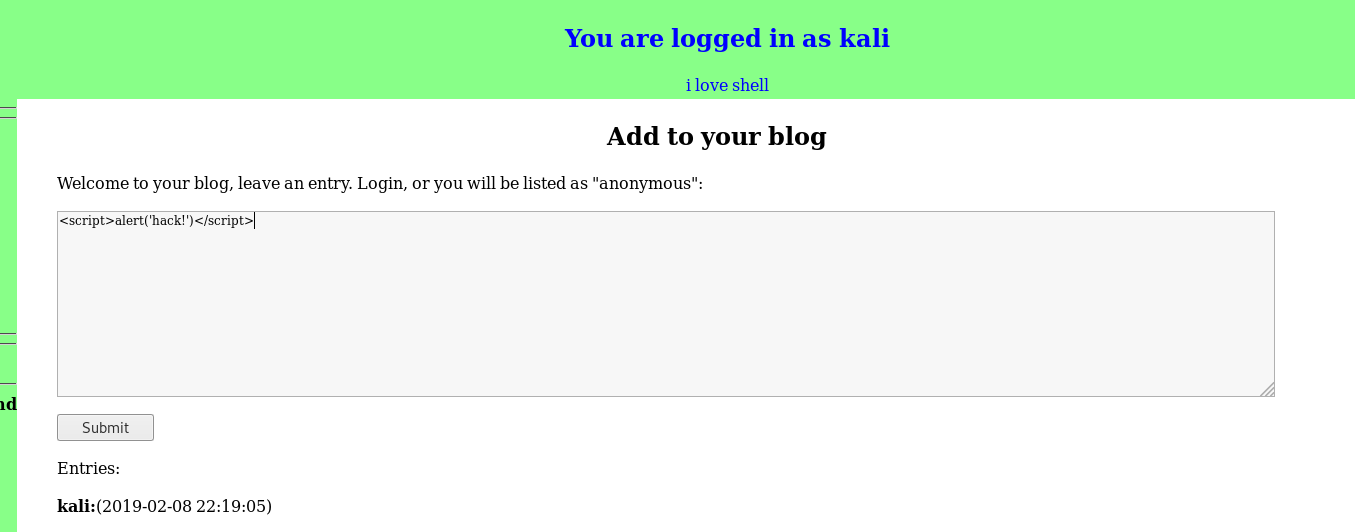 You are logged in as kali
i love shell
Add to your blog
Welcome to your blog, leave an entry. Login, or you will be listed as "anonymous":
<script>alert('hack!')</script>
Submit
nd
Entries:
kali:(2019-02-08 22:19:05)